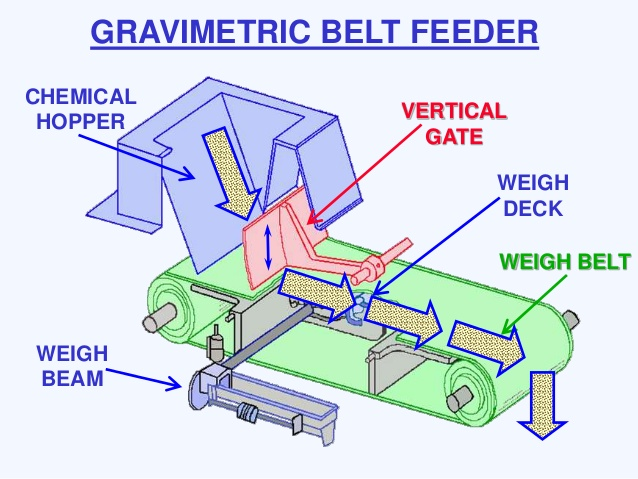 GRAVIMETRIC BELT FEEDER
CHEMICAL
HOPPER
VERTICAL
GATE
WEIGH
DECK
WEIGH BELT
WEIGH
BEAM